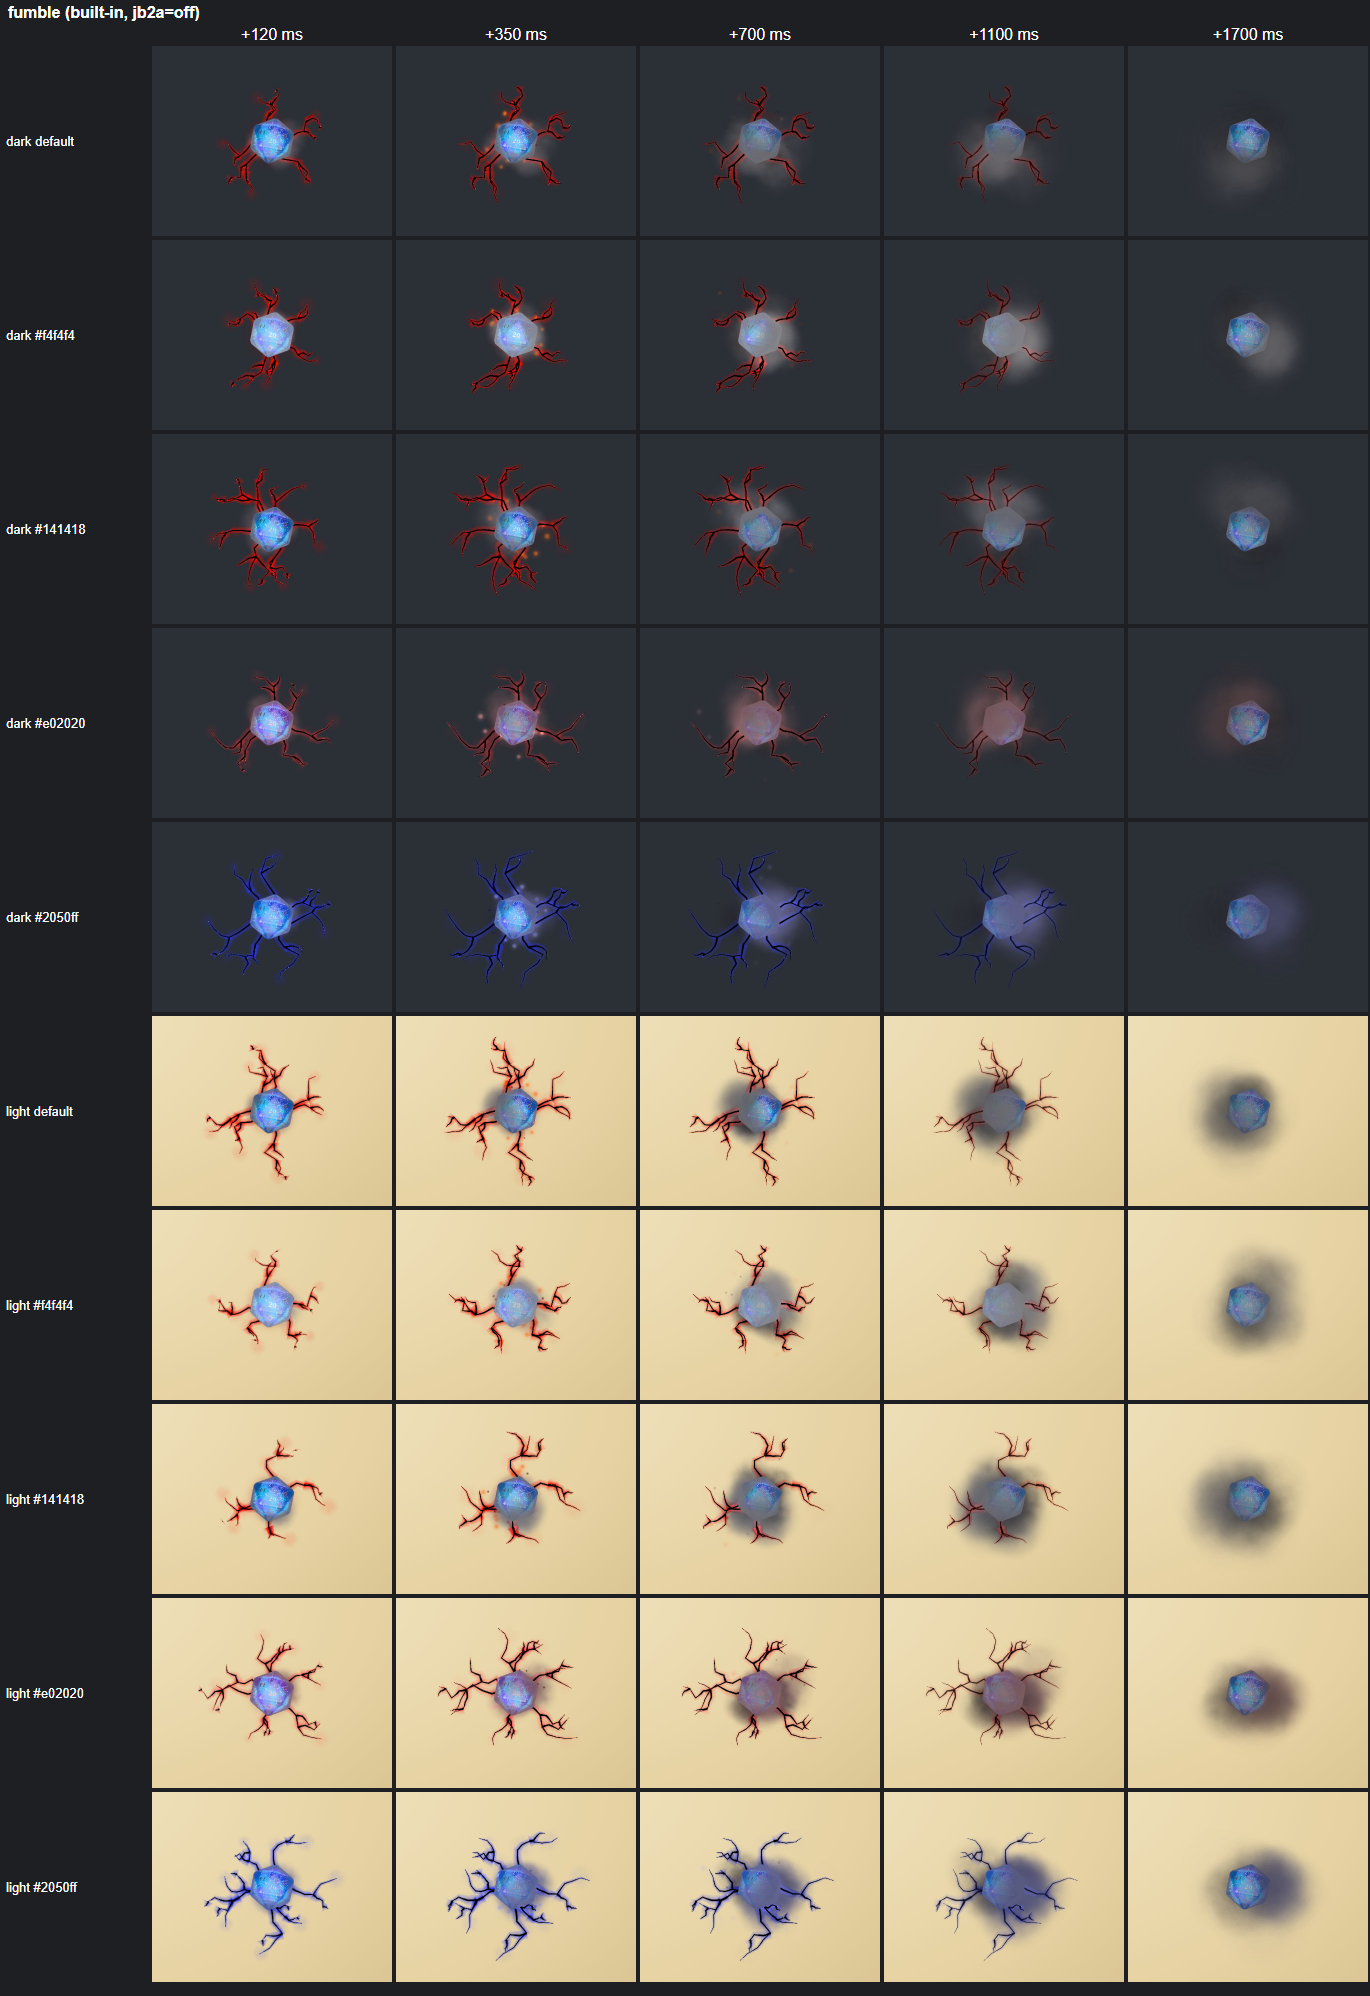 fumble (built-in, jb2a=off)
+120 ms +350 ms +700 ms +1100 ms +1700 ms
dark default
dark #f4f4f4
dark #141418
dark #e02020
dark #2050ff
light default
light #f4f4f4
light #141418
light #e02020
light #2050ff